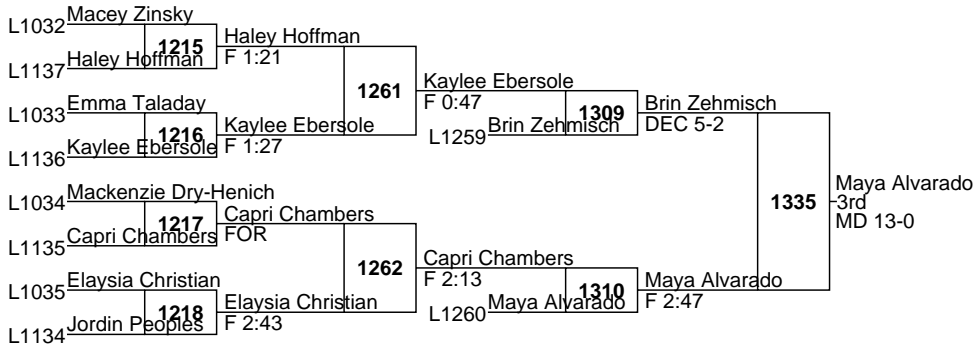 Macey Zinsky
L1032
1215
Haley Hoffman
F 1:21
L1137
Haley Hoffman
1261
Kaylee Ebersole
F 0:47
Emma Taladay
L1033
1216
Kaylee Ebersole
F 1:27
L1136
Kaylee Ebersole
L1259
Brin Zehmisch
1309
Brin Zehmisch
DEC 5-2
1335
Maya Alvarado
3rd
MD 13-0
Mackenzie Dry-Henich
L1034
1217
Capri Chambers
FOR
L1135
Capri Chambers
1262
Capri Chambers
F 2:13
Elaysia Christian
L1035
1218
Elaysia Christian
F 2:43
L1134
Jordin Peoples
L1260
Maya Alvarado
1310
Maya Alvarado
F 2:47